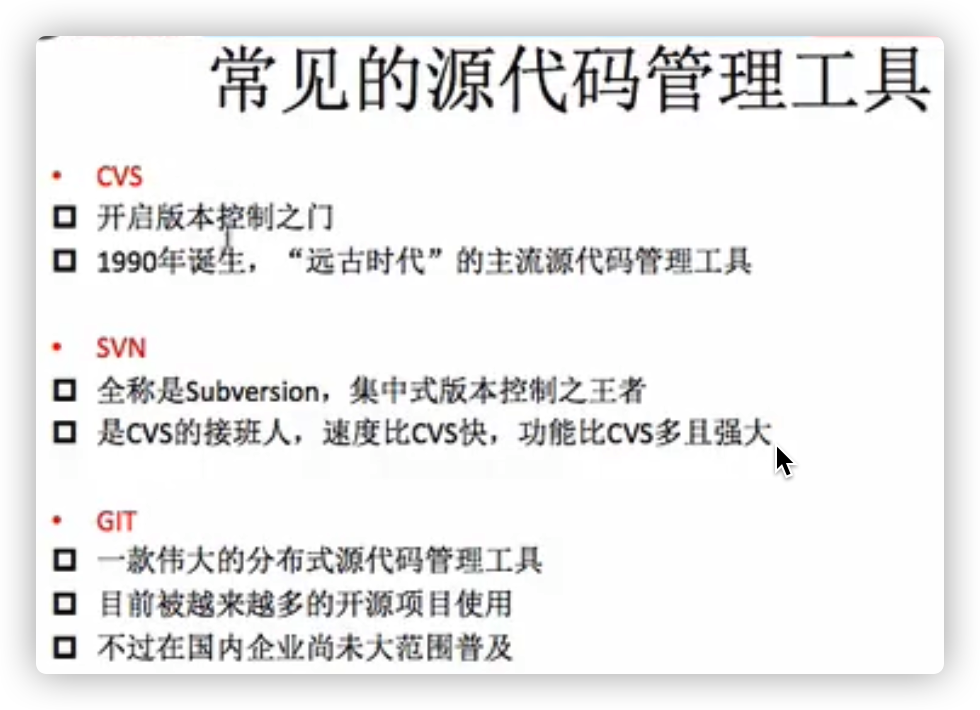 常见的源代码管理工具
• CVS
开启版本控制之门
1990年诞生，“远古时代”的主流源代码管理工具
• SVN
全称是Subversion，集中式版本控制之王者
是CVS的接班人，速度比CVS快，功能比CVS多且强大
• GIT
一款伟大的分布式源代码管理工具
目前被越来越多的开源项目使用
不过在国内企业尚未大范围普及